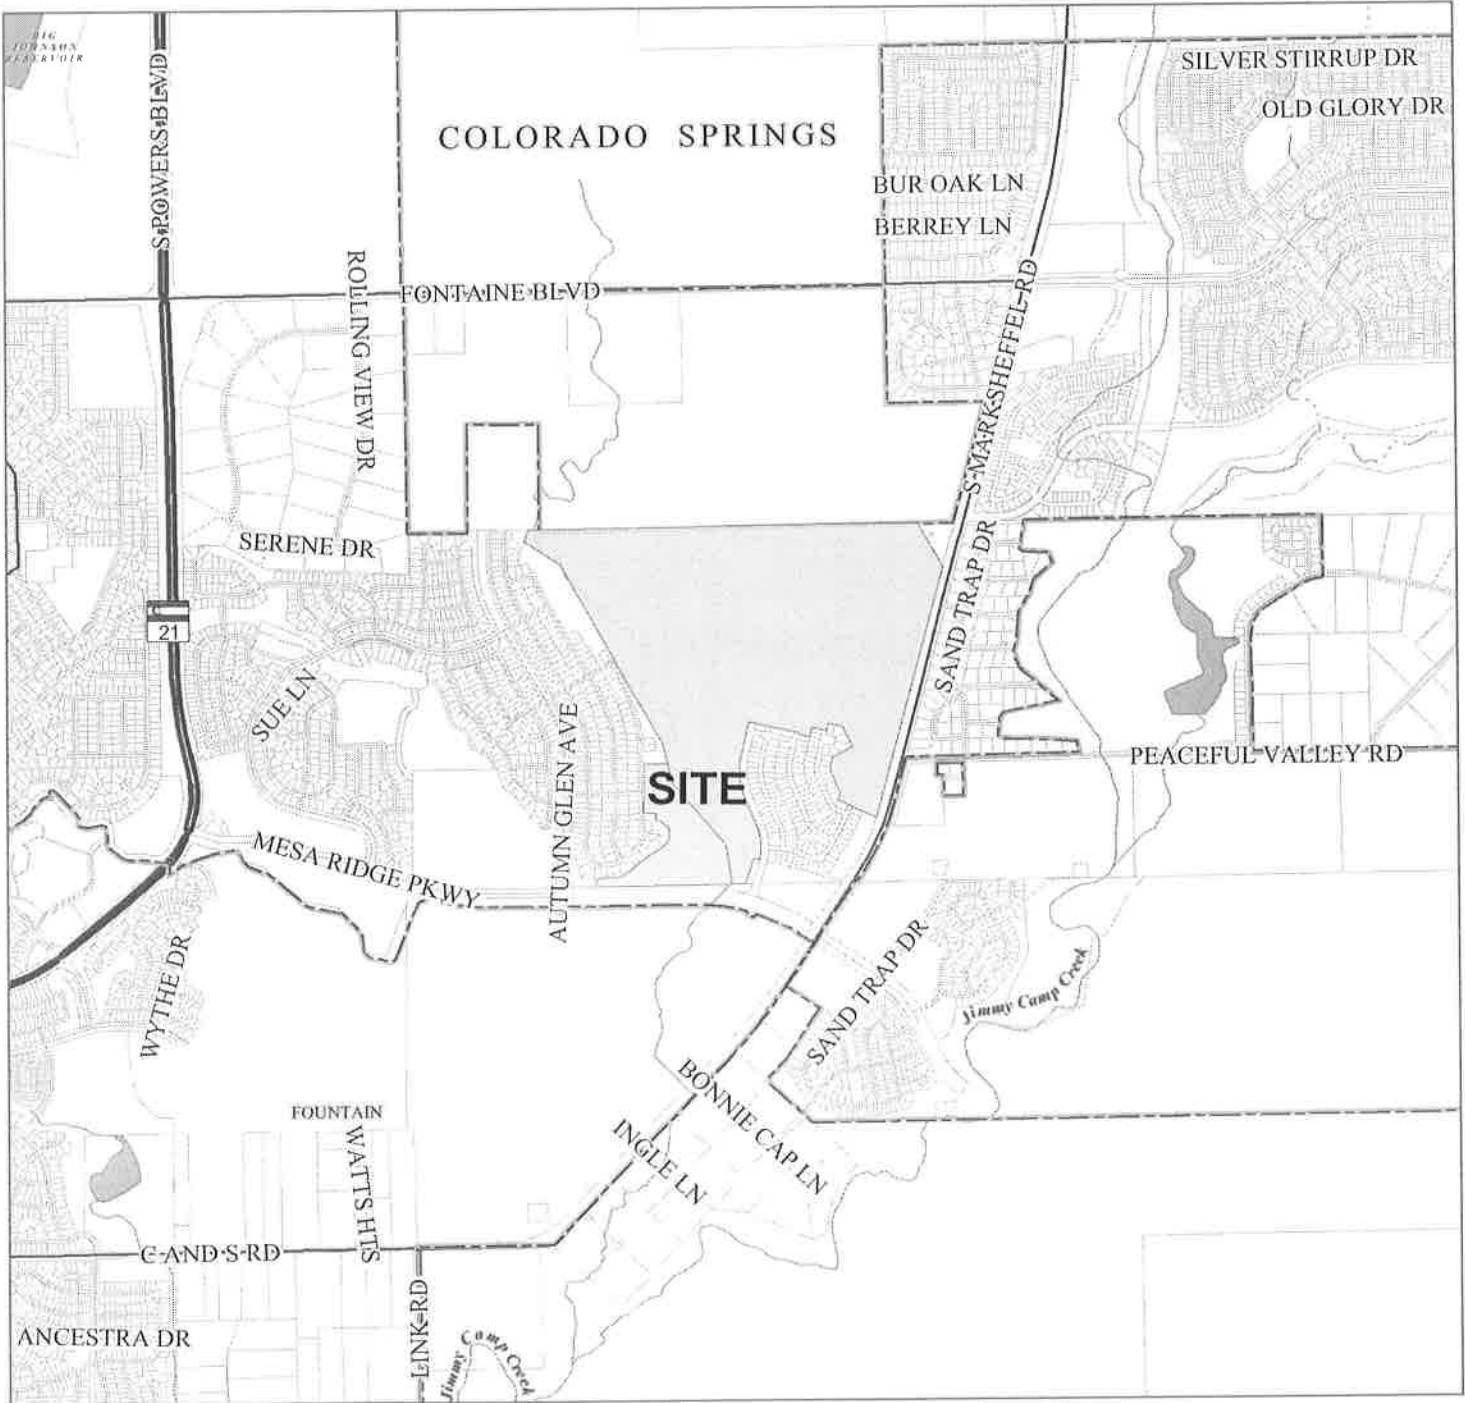 BIG
JOHNSON
RESERVOIR
S POWERS BLVD
COLORADO SPRINGS
SILVER STIRRUP DR
OLD GLORY DR
BUR OAK LN
BERREY LN
ROLLING VIEW DR
FONTAINE BLVD
S MARKSHEFFEL RD
SERENE DR
SAND TRAP DR
21
SUE LN
AUTUMN GLEN AVE
SITE
PEACEFUL VALLEY RD
MESA RIDGE PKWY
WYTHE DR
SAND TRAP DR
Jimmy Camp Creek
BONNIE CAP LN
FOUNTAIN
INGLE LN
WATTS HTS
C AND S RD
LINK RD
ANCESTRA DR
Jimmy Camp Creek